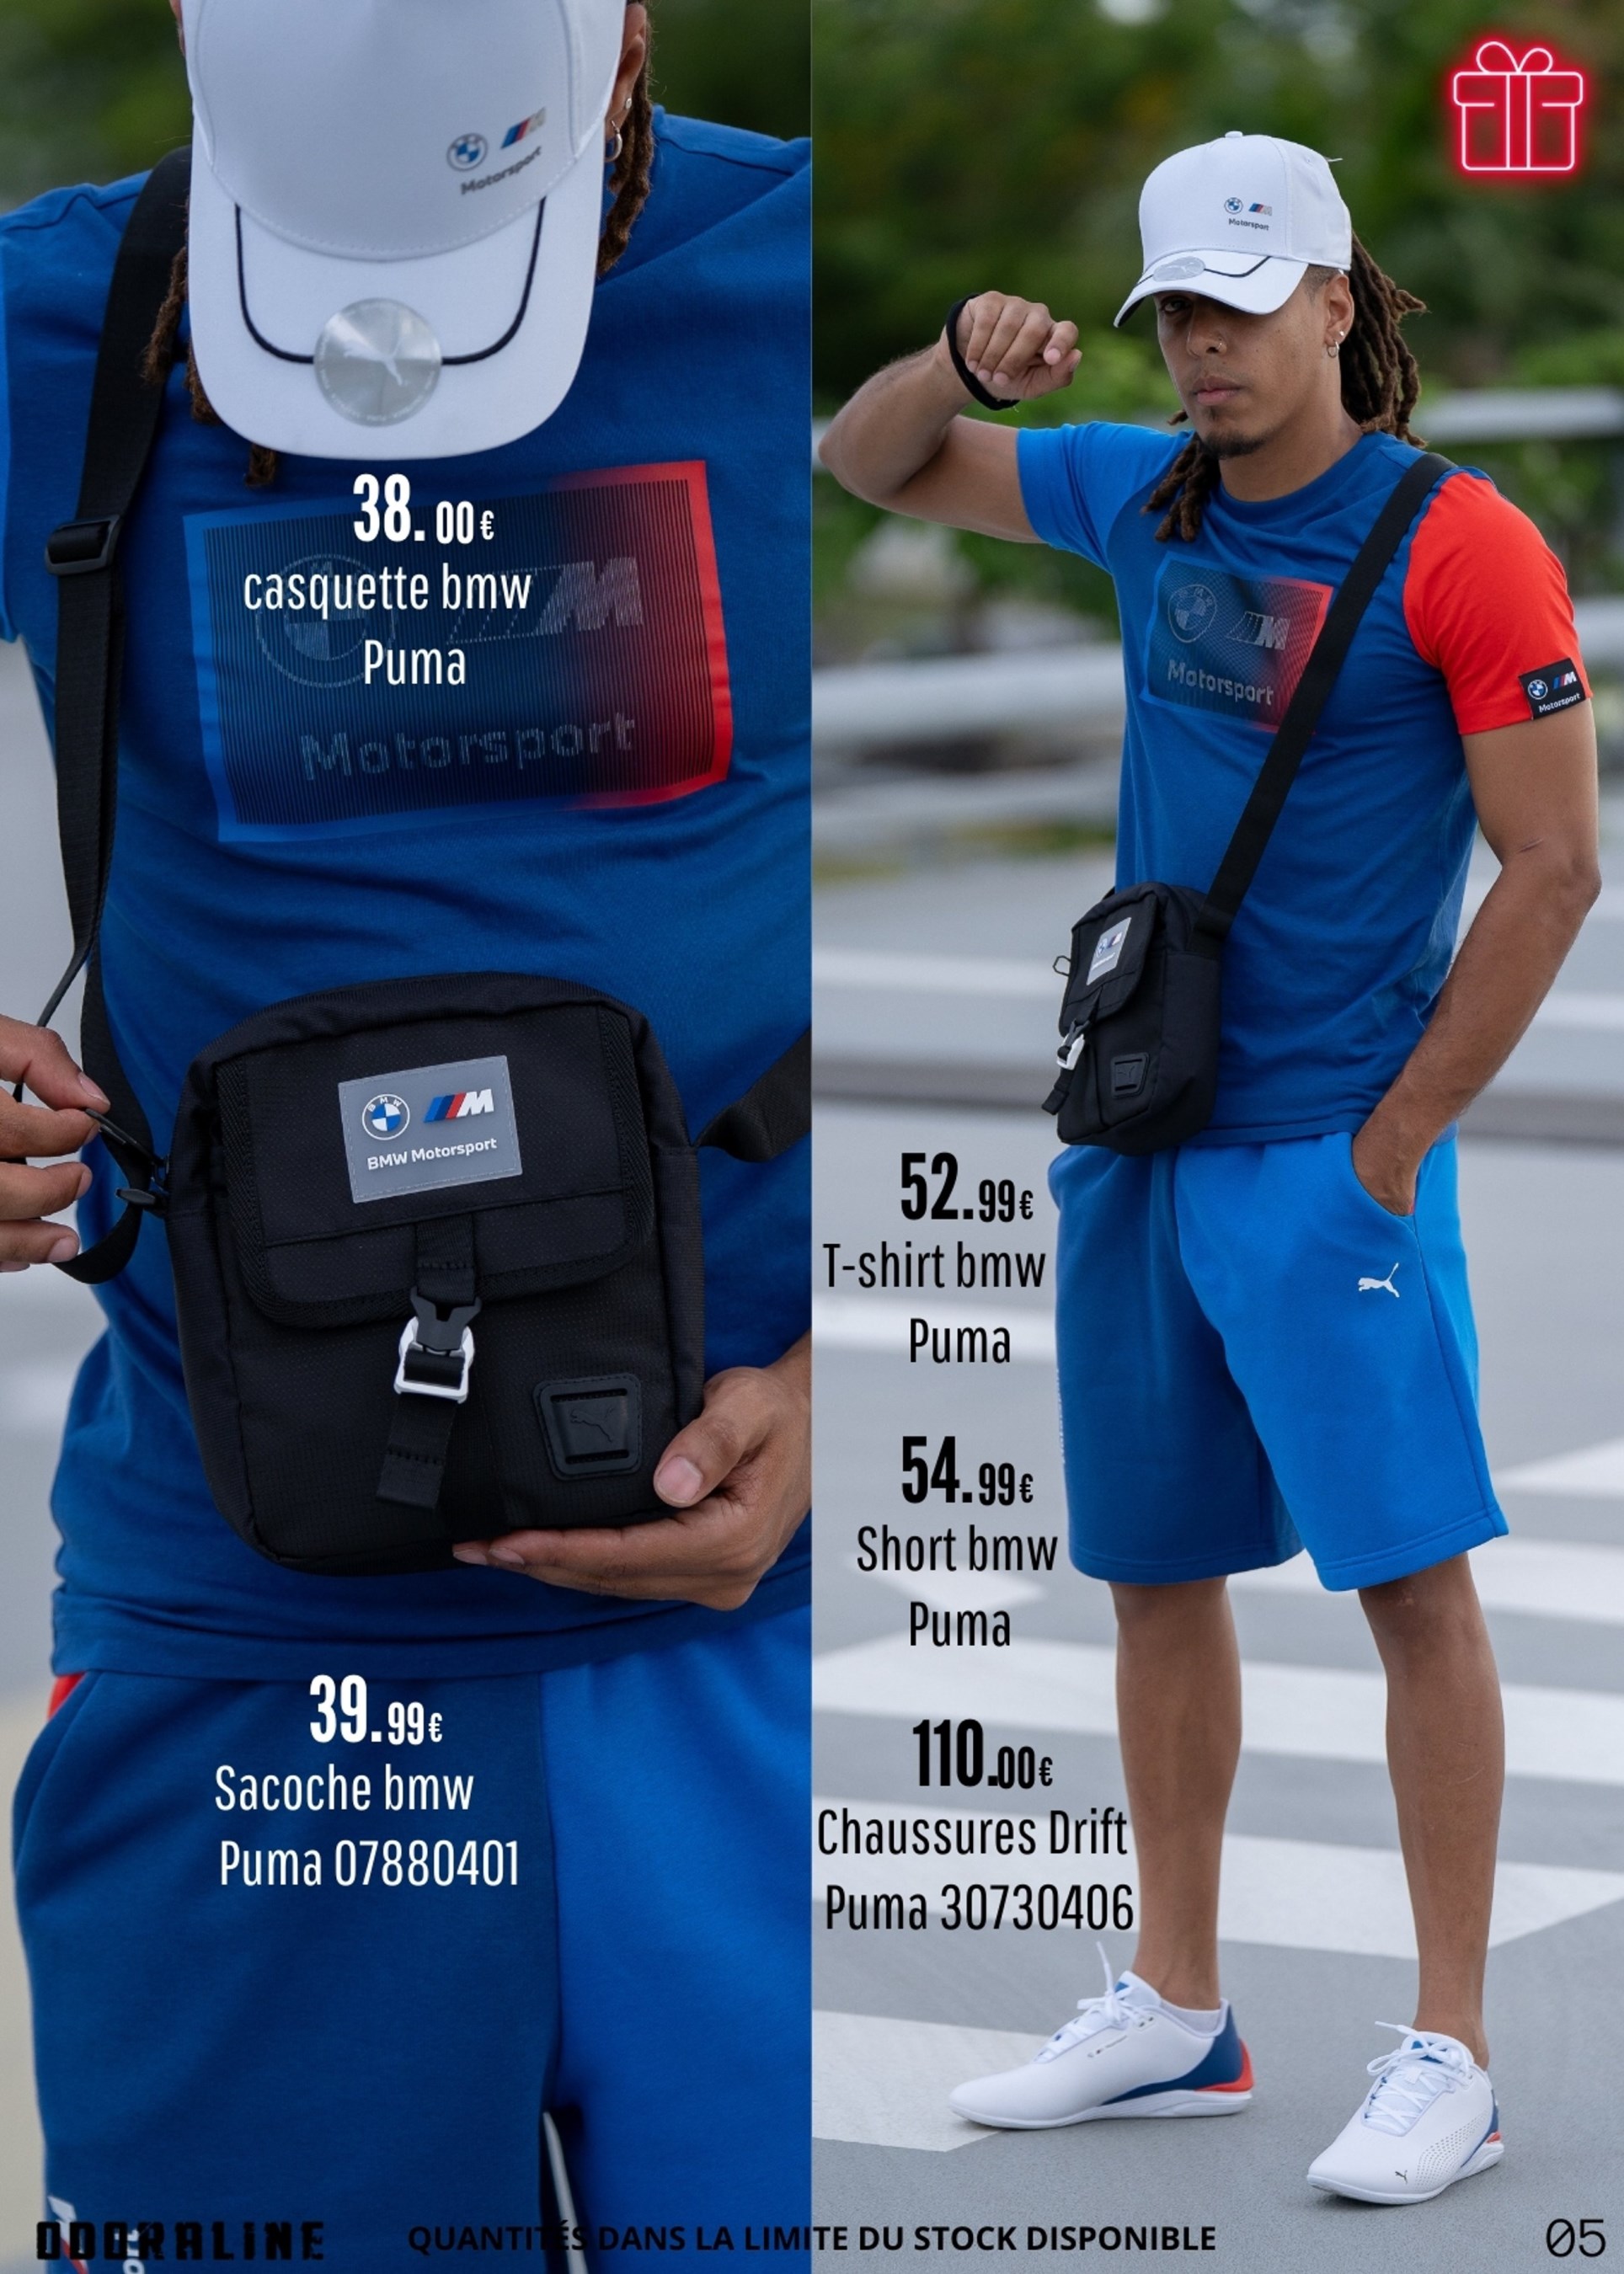 Motorsport
38.00€
casquette bmw
Puma
Motorsport
BMW
BMW Motorsport
39.99€
Sacoche bmw
Puma 07880401
Motorsport
Motorsport
Motorsport
52.99€
T-shirt bmw
Puma
54.99€
Short bmw
Puma
110.00€
Chaussures Drift
Puma 30730406
ODORALINE
QUANTITÉS DANS LA LIMITE DU STOCK DISPONIBLE
05